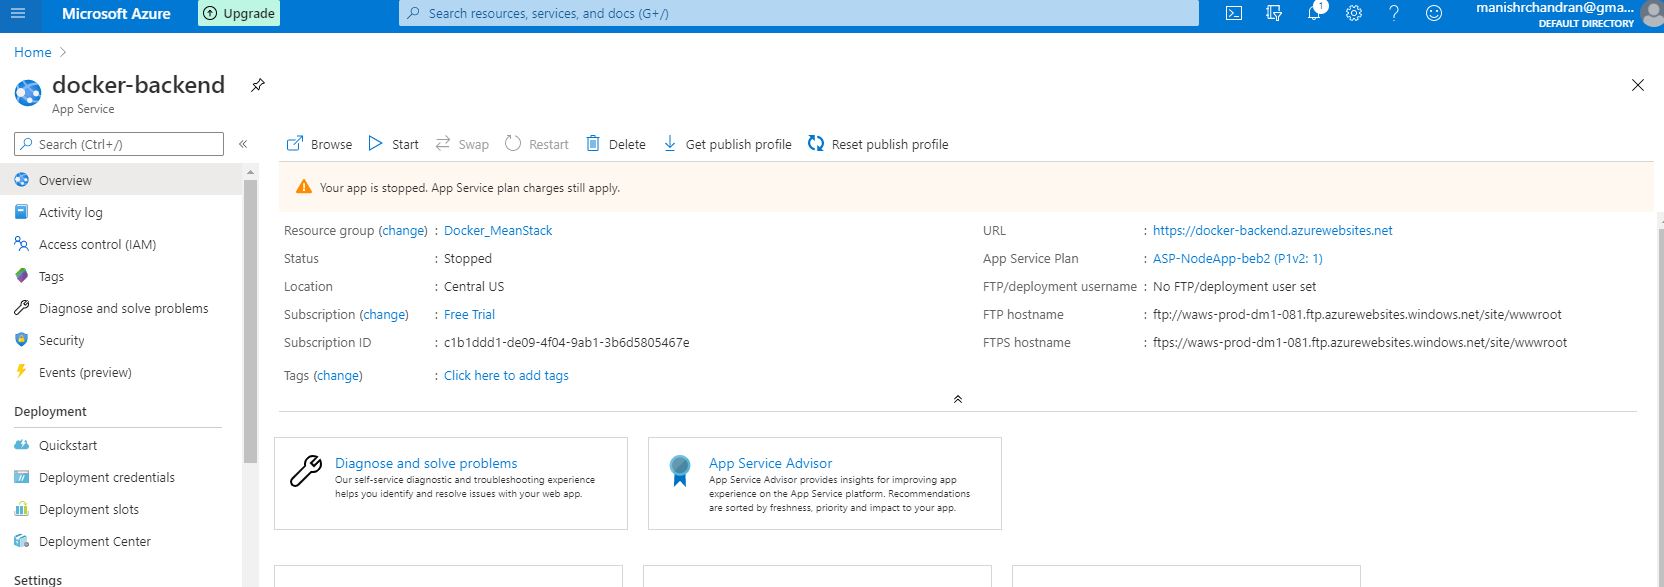 Microsoft Azure
Upgrade
Search resources, services, and docs (G+/)
1
?
manishrchandran@gma...
DEFAULT DIRECTORY
Home >
docker-backend
App Service
Search (Ctrl+/)
«
Browse
Start
Swap
Restart
Delete
Get publish profile
Reset publish profile
Your app is stopped. App Service plan charges still apply.
Overview
Activity log
Access control (IAM)
Tags
Diagnose and solve problems
Security
Events (preview)
Deployment
Quickstart
Deployment credentials
Deployment slots
Deployment Center
Settings
Resource group (change) : Docker_MeanStack
Status : Stopped
Location : Central US
Subscription (change) : Free Trial
Subscription ID : c1b1ddd1-de09-4f04-9ab1-3b6d5805467e
Tags (change) : Click here to add tags
URL : https://docker-backend.azurewebsites.net
App Service Plan : ASP-NodeApp-beb2 (P1v2: 1)
FTP/deployment username : No FTP/deployment user set
FTP hostname : ftp://waws-prod-dm1-081.ftp.azurewebsites.windows.net/site/wwwroot
FTPS hostname : ftps://waws-prod-dm1-081.ftp.azurewebsites.windows.net/site/wwwroot
Diagnose and solve problems
Our self-service diagnostic and troubleshooting experience
helps you identify and resolve issues with your web app.
App Service Advisor
App Service Advisor provides insights for improving app
experience on the App Service platform. Recommendations
are sorted by freshness, priority and impact to your app.